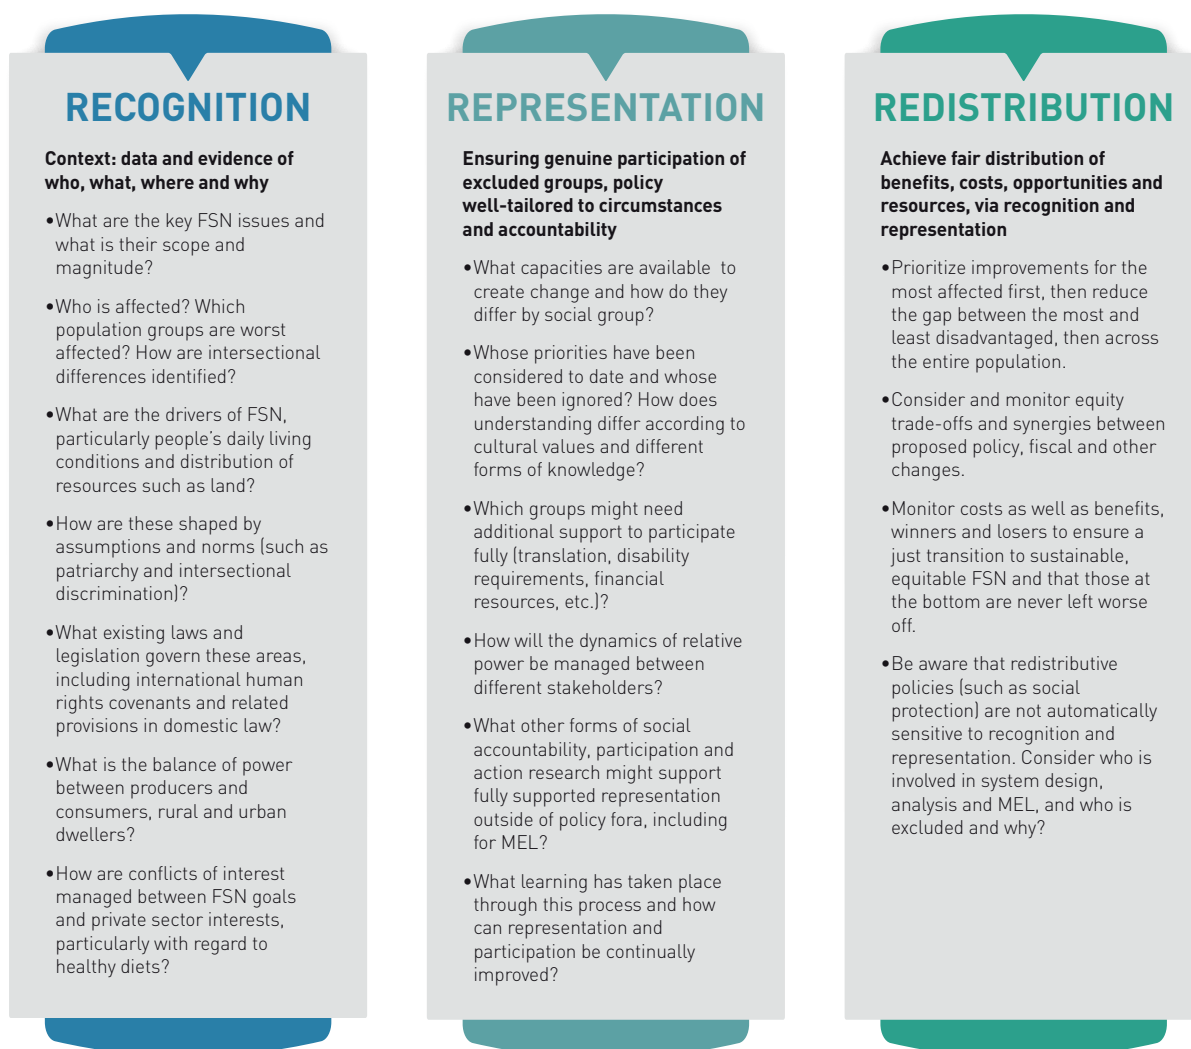 RECOGNITION
Context: data and evidence of
who, what, where and why
•What are the key FSN issues and
what is their scope and
magnitude?
•Who is affected? Which
population groups are worst
affected? How are intersectional
differences identified?
•What are the drivers of FSN,
particularly people's daily living
conditions and distribution of
resources such as land?
•How are these shaped by
assumptions and norms (such as
patriarchy and intersectional
discrimination)?
•What existing laws and
legislation govern these areas,
including international human
rights covenants and related
provisions in domestic law?
•What is the balance of power
between producers and
consumers, rural and urban
dwellers?
•How are conflicts of interest
managed between FSN goals
and private sector interests,
particularly with regard to
healthy diets?
REPRESENTATION
Ensuring genuine participation of
excluded groups, policy
well-tailored to circumstances
and accountability
•What capacities are available to
create change and how do they
differ by social group?
•Whose priorities have been
considered to date and whose
have been ignored? How does
understanding differ according to
cultural values and different
forms of knowledge?
•Which groups might need
additional support to participate
fully (translation, disability
requirements, financial
resources, etc.)?
•How will the dynamics of relative
power be managed between
different stakeholders?
•What other forms of social
accountability, participation and
action research might support
fully supported representation
outside of policy fora, including
for MEL?
•What learning has taken place
through this process and how
can representation and
participation be continually
improved?
REDISTRIBUTION
Achieve fair distribution of
benefits, costs, opportunities and
resources, via recognition and
representation
•Prioritize improvements for the
most affected first, then reduce
the gap between the most and
least disadvantaged, then across
the entire population.
•Consider and monitor equity
trade-offs and synergies between
proposed policy, fiscal and other
changes.
•Monitor costs as well as benefits,
winners and losers to ensure a
just transition to sustainable,
equitable FSN and that those at
the bottom are never left worse
off.
•Be aware that redistributive
policies (such as social
protection) are not automatically
sensitive to recognition and
representation. Consider who is
involved in system design,
analysis and MEL, and who is
excluded and why?